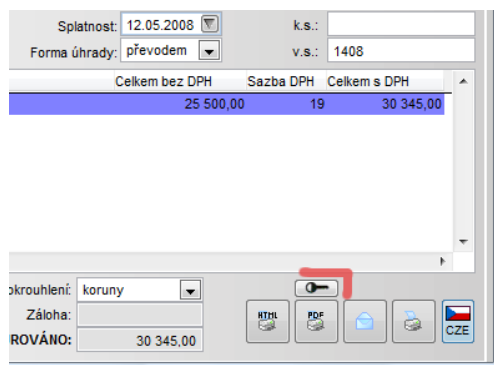 Splatnost: 12.05.2008 k.s.:
Forma úhrady: převodem v.s.: 1408
Celkem bez DPH Sazba DPH Celkem s DPH
25 500,00 19 30 345,00
okrouhlení: koruny
Záloha:
ROVÁNO: 30 345,00
HTML PDF CZE